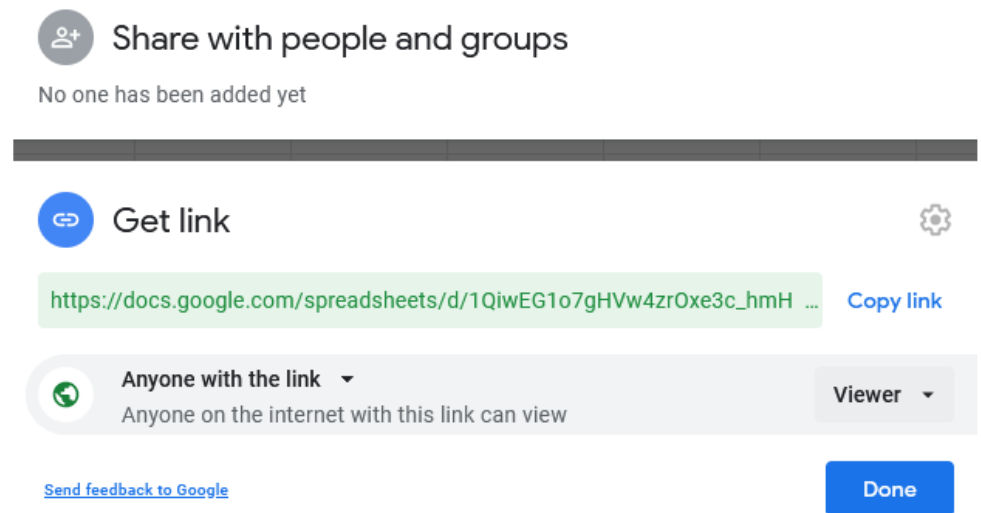 Share with people and groups
No one has been added yet
Get link
https://docs.google.com/spreadsheets/d/1QiwEG1o7gHVw4zrOxe3c_hmH ... Copy link
Anyone with the link
Anyone on the internet with this link can view
Viewer
Send feedback to Google
Done